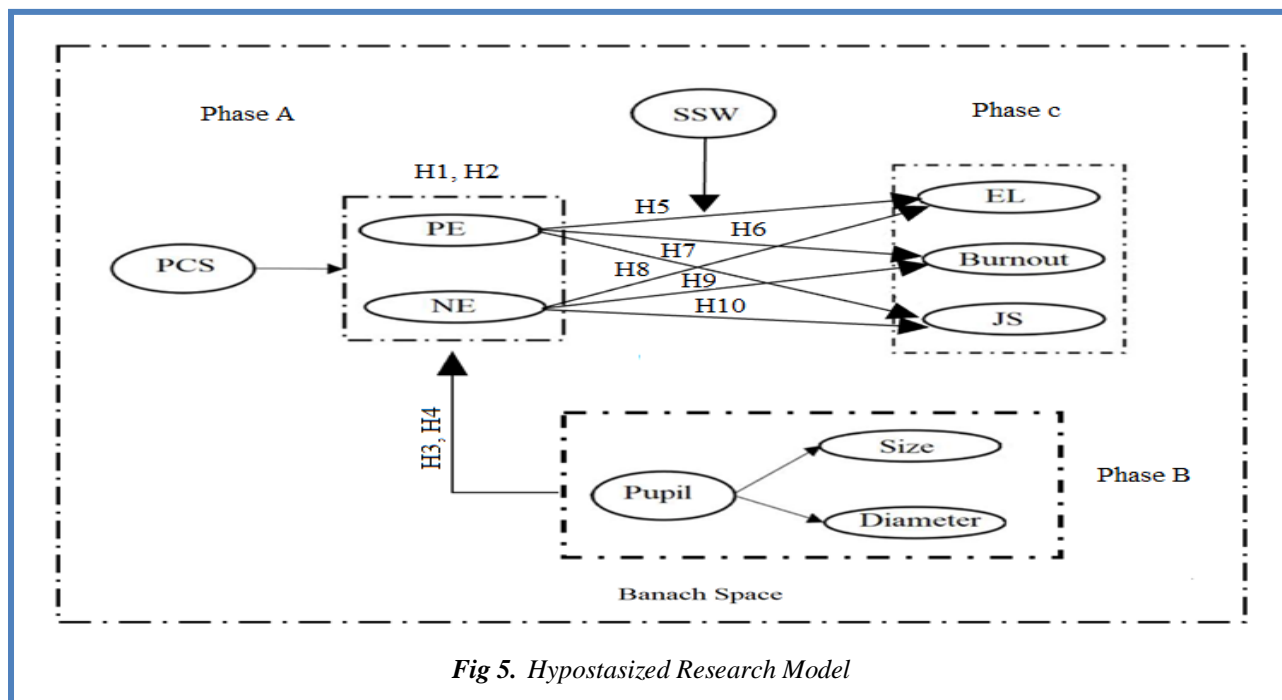 Phase A
SSW
Phase c
H1, H2
PE
NE
PCS
H5
H6
H7
H8
H9
H10
EL
Burnout
JS
H3, H4
Pupil
Size
Diameter
Phase B
Banach Space
Fig 5. Hypostasized Research Model